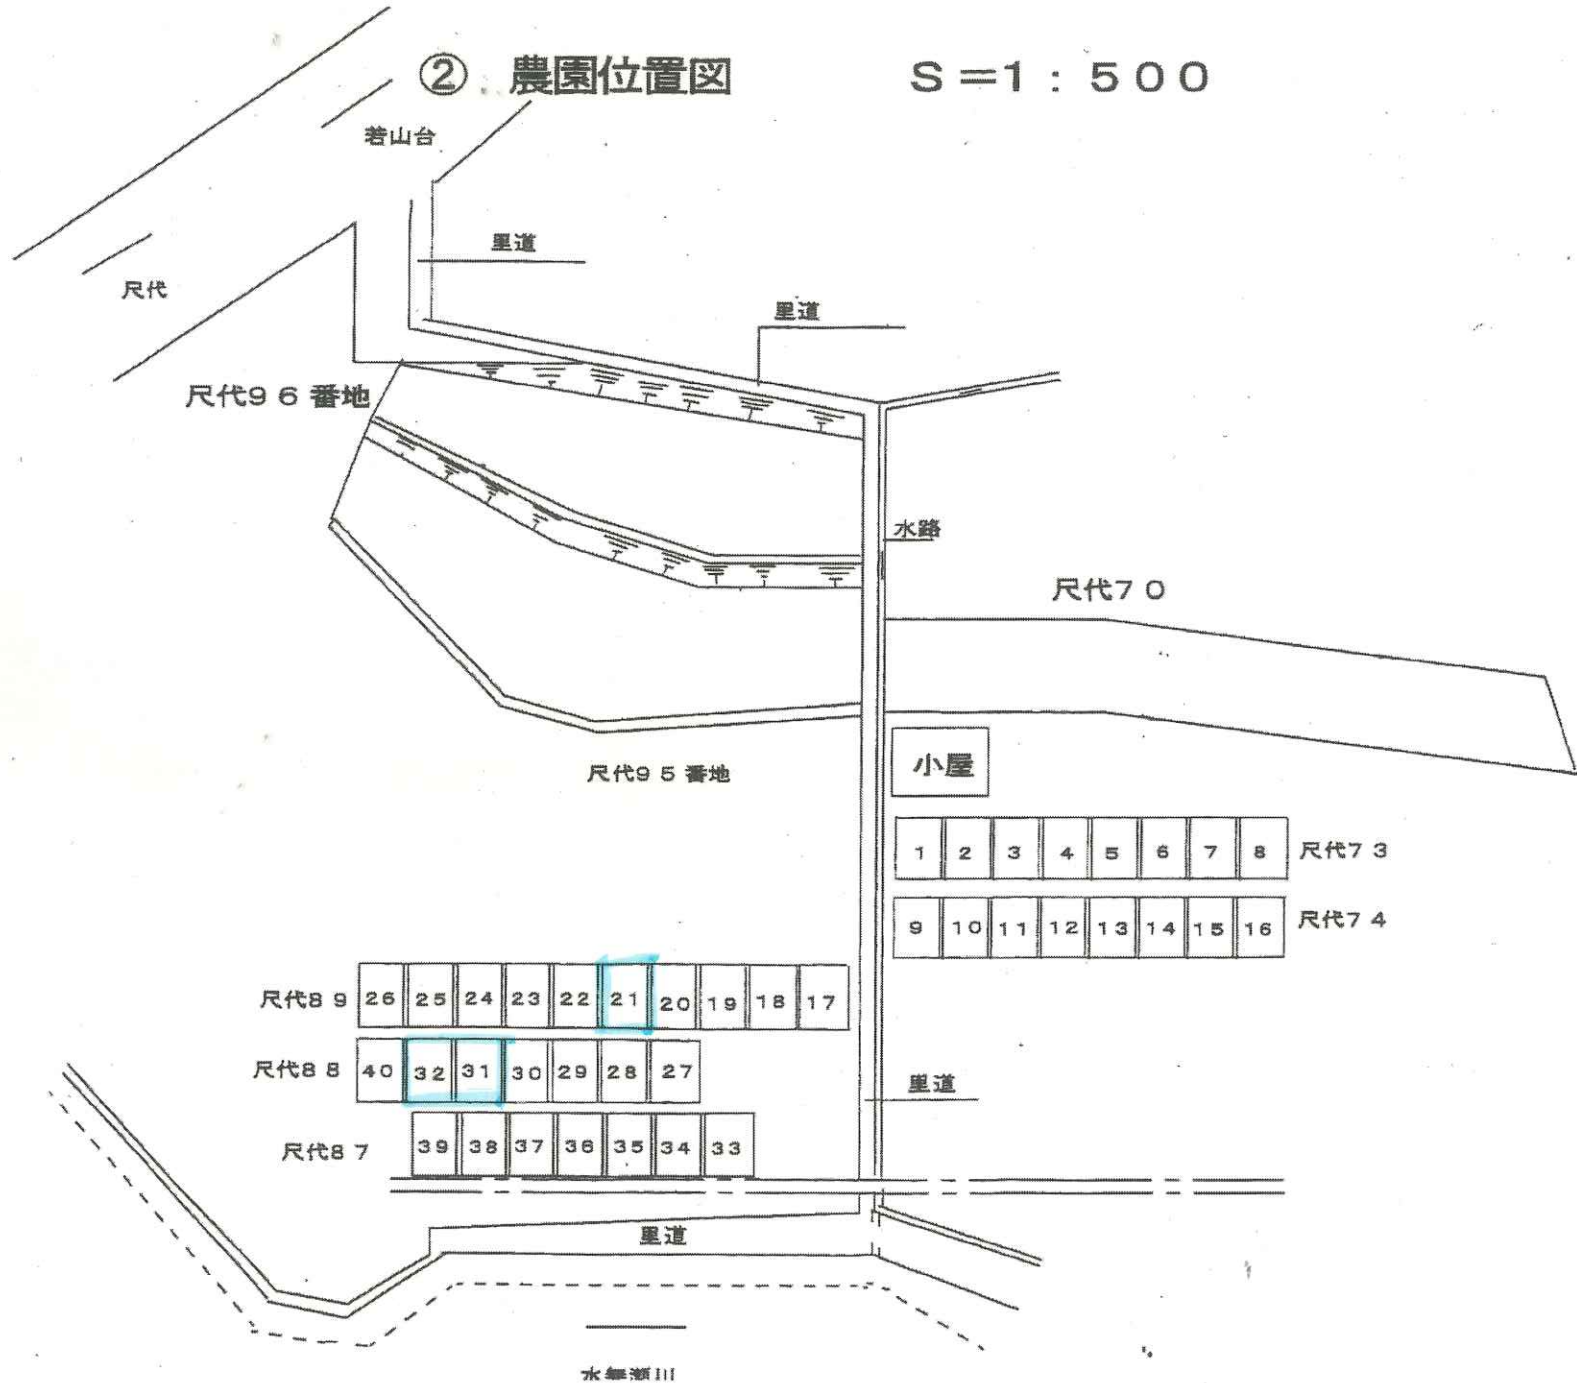 ② 農園位置図 S=1:500
若山台
里道
尺代
里道
尺代96番地
水路
尺代70
小屋
尺代95番地
1 2 3 4 5 6 7 8 尺代73
9 10 11 12 13 14 15 16 尺代74
尺代89 26 25 24 23 22 21 20 19 18 17
尺代88 40 32 31 30 29 28 27
里道
尺代87 39 38 37 36 35 34 33
里道
水無瀬川